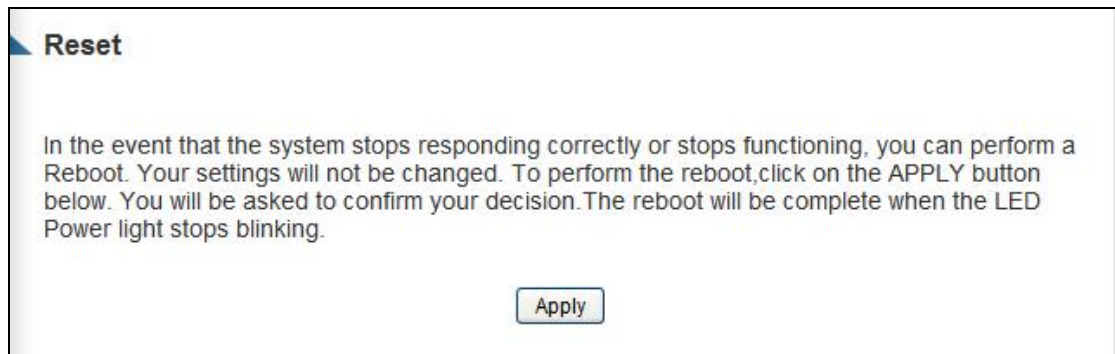 Reset
In the event that the system stops responding correctly or stops functioning, you can perform a
Reboot. Your settings will not be changed. To perform the reboot,click on the APPLY button
below. You will be asked to confirm your decision.The reboot will be complete when the LED
Power light stops blinking.
Apply